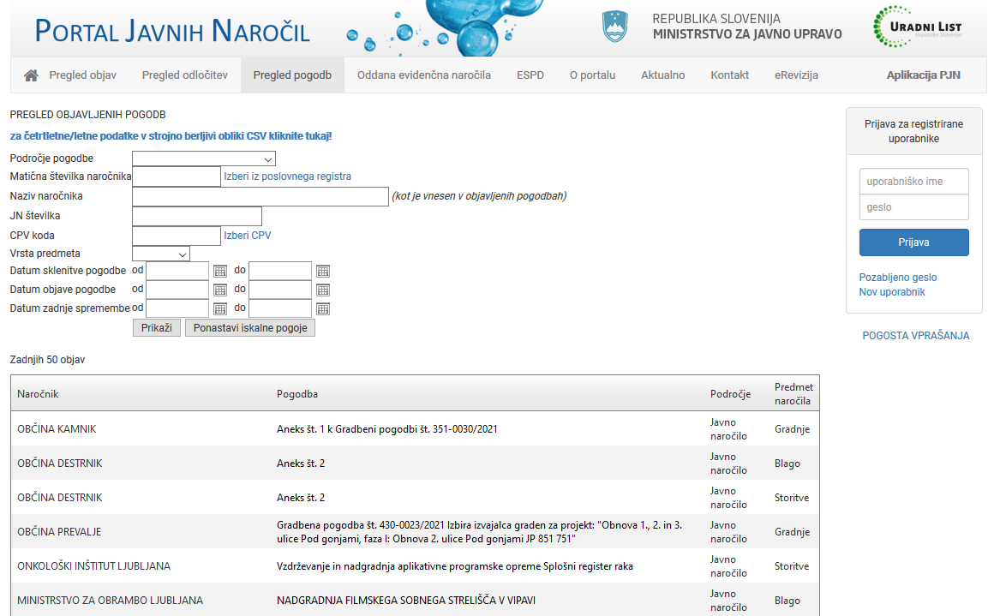 PORTAL JAVNIH NAROČIL
REPUBLIKA SLOVENIJA
MINISTRSTVO ZA JAVNO UPRAVO
URADNI LIST
Republike Slovenije
Pregled objav Pregled odločitev Pregled pogodb Oddana evidenčna naročila ESPD O portalu Aktualno Kontakt eRevizija Aplikacija PJN
PREGLED OBJAVLJENIH POGODB
za četrtletne/letne podatke v strojno berljivi obliki CSV kliknite tukaj!
Področje pogodbe
Matična številka naročnika Izberi iz poslovnega registra
Naziv naročnika (kot je vnesen v objavljenih pogodbah)
JN številka
CPV koda Izberi CPV
Vrsta predmeta
Datum sklenitve pogodbe od do
Datum objave pogodbe od do
Datum zadnje spremembe od do
Prikaži Ponastavi iskalne pogoje
Prijava za registrirane
uporabnike
uporabniško ime
geslo
Prijava
Pozabljeno geslo
Nov uporabnik
POGOSTA VPRAŠANJA
Zadnjih 50 objav
Naročnik Pogodba Področje Predmet
naročila
OBČINA KAMNIK Aneks št. 1 k Gradbeni pogodbi št. 351-0030/2021 Javno
naročilo Gradnje
OBČINA DESTRNIK Aneks št. 2 Javno
naročilo Blago
OBČINA DESTRNIK Aneks št. 2 Javno
naročilo Storitve
OBČINA PREVALJE Gradbena pogodba št. 430-0023/2021 Izbira izvajalca graden za projekt: "Obnova 1., 2. in 3.
ulice Pod gonjami, faza I: Obnova 2. ulice Pod gonjami JP 851 751" Javno
naročilo Gradnje
ONKOLOŠKI INŠTITUT LJUBLJANA Vzdrževanje in nadgradnja aplikativne programske opreme Splošni register raka Javno
naročilo Storitve
MINISTRSTVO ZA OBRAMBO LJUBLJANA NADGRADNJA FILMSKEGA SOBNEGA STRELIŠČA V VIPAVI Javno
naročilo Blago